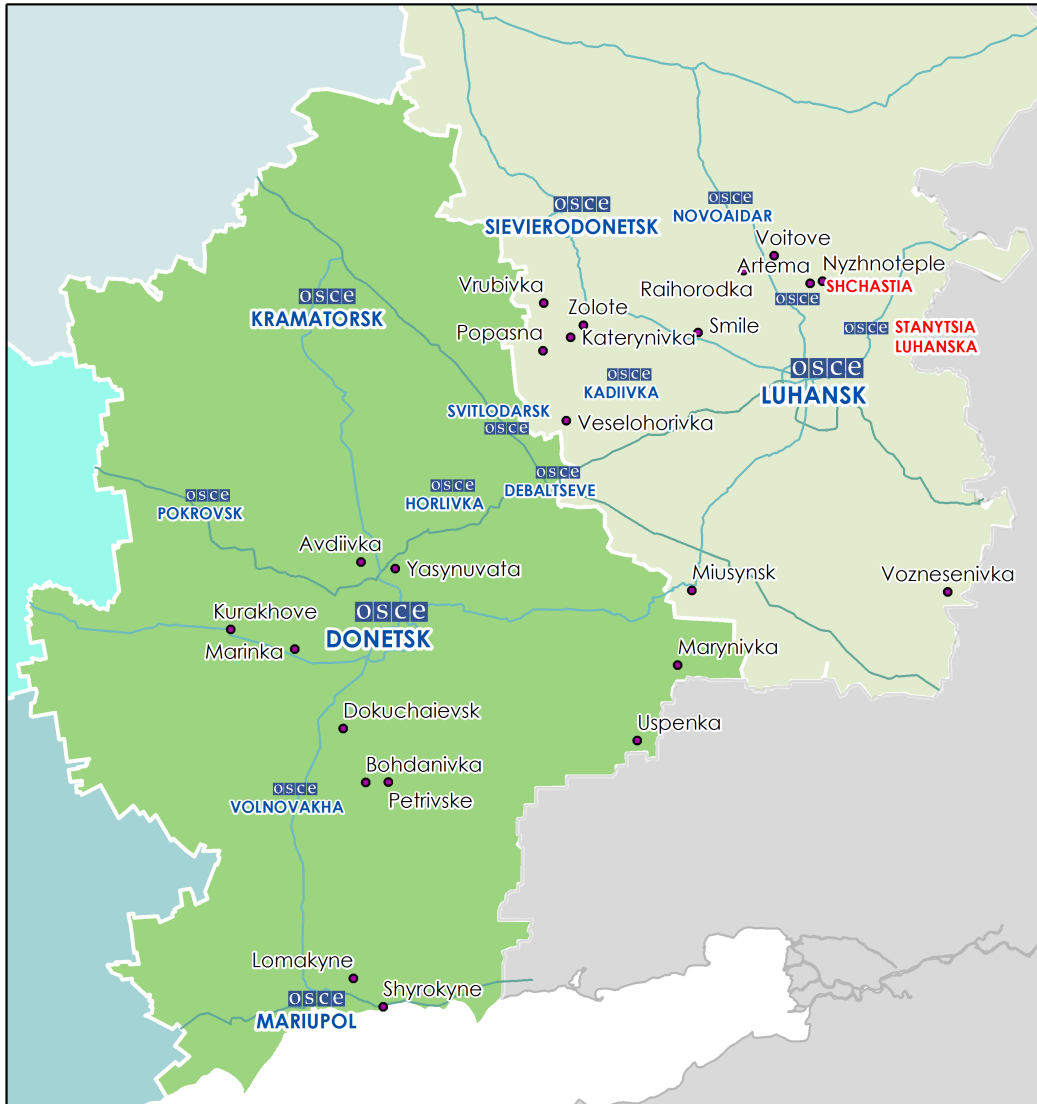 osce
NOVOAIDAR
osce
SIEVIERODONETSK
Voitove
Artema
Nyzhnoteple
SHCHASTIA
osce
Raihorodka
Vrubivka
osce
KRAMATORSK
Zolote
Smile
osce
STANYTSIA
LUHANSKA
Popasna
Katerynivka
osce
LUHANSK
osce
KADIIVKA
SVITLODARSK
osce
Veselohorivka
osce
DEBALTSEVE
osce
HORLIVKA
osce
POKROVSK
Avdiivka
Yasynuvata
Miusynsk
Voznesenivka
Kurakhove
osce
DONETSK
Marinka
Marynivka
Dokuchaievsk
Uspenka
Bohdanivka
Petrivske
osce
VOLNOVAKHA
Lomakyne
Shyrokyne
osce
MARIUPOL